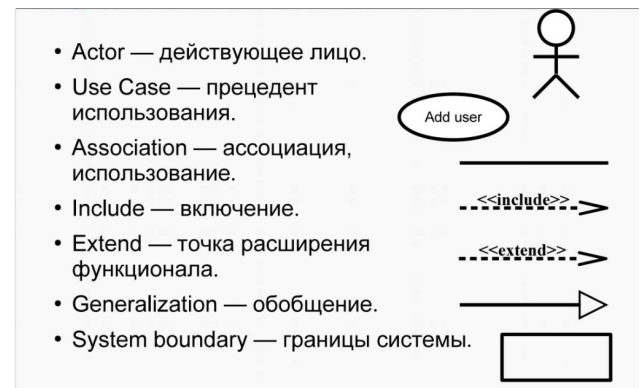 • Actor — действующее лицо.
• Use Case — прецедент
использования.
Add user
• Association — ассоциация,
использование.
• Include — включение.
<<include>>
• Extend — точка расширения
функционала.
<<extend>>
• Generalization — обобщение.
• System boundary — границы системы.